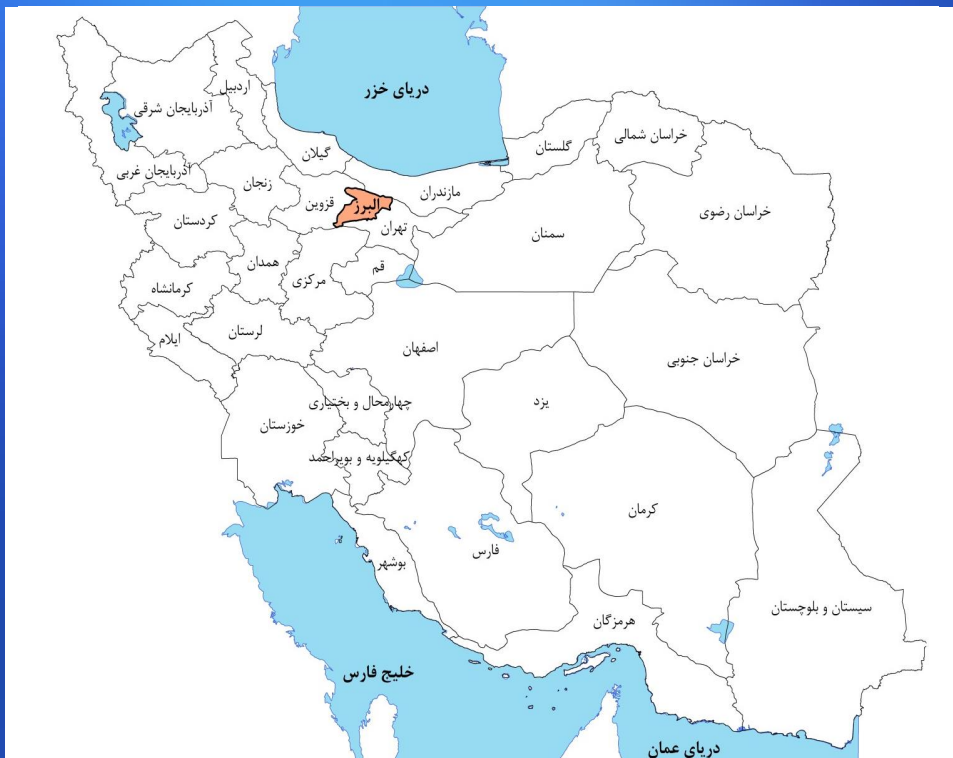 دریای خزر
اردبیل
آذربایجان شرقی
خراسان شمالی
گلستان
گیلان
آذربایجان غربی
زنجان
مازندران
قزوین
البرز
خراسان رضوی
کردستان
تهران
سمنان
همدان
قم
مرکزی
کرمانشاه
لرستان
ایلام
اصفهان
خراسان جنوبی
چهارمحال و بختیاری
یزد
خوزستان
کهگیلویه و بویراحمد
کرمان
فارس
بوشهر
سیستان و بلوچستان
هرمزگان
خلیج فارس
دریای عمان